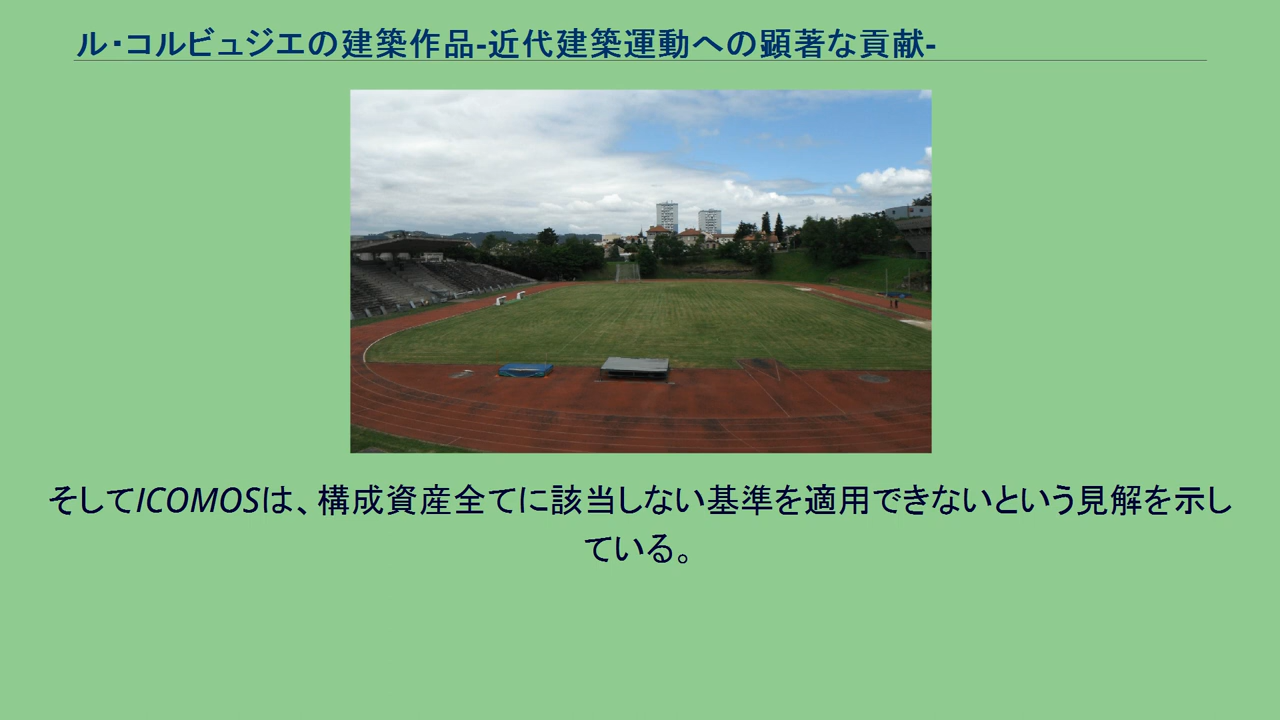 ル・コルビュジエの建築作品-近代建築運動への顕著な貢献-
そしてICOMOSは、構成資産全てに該当しない基準を適用できないという見解を示し
ている。